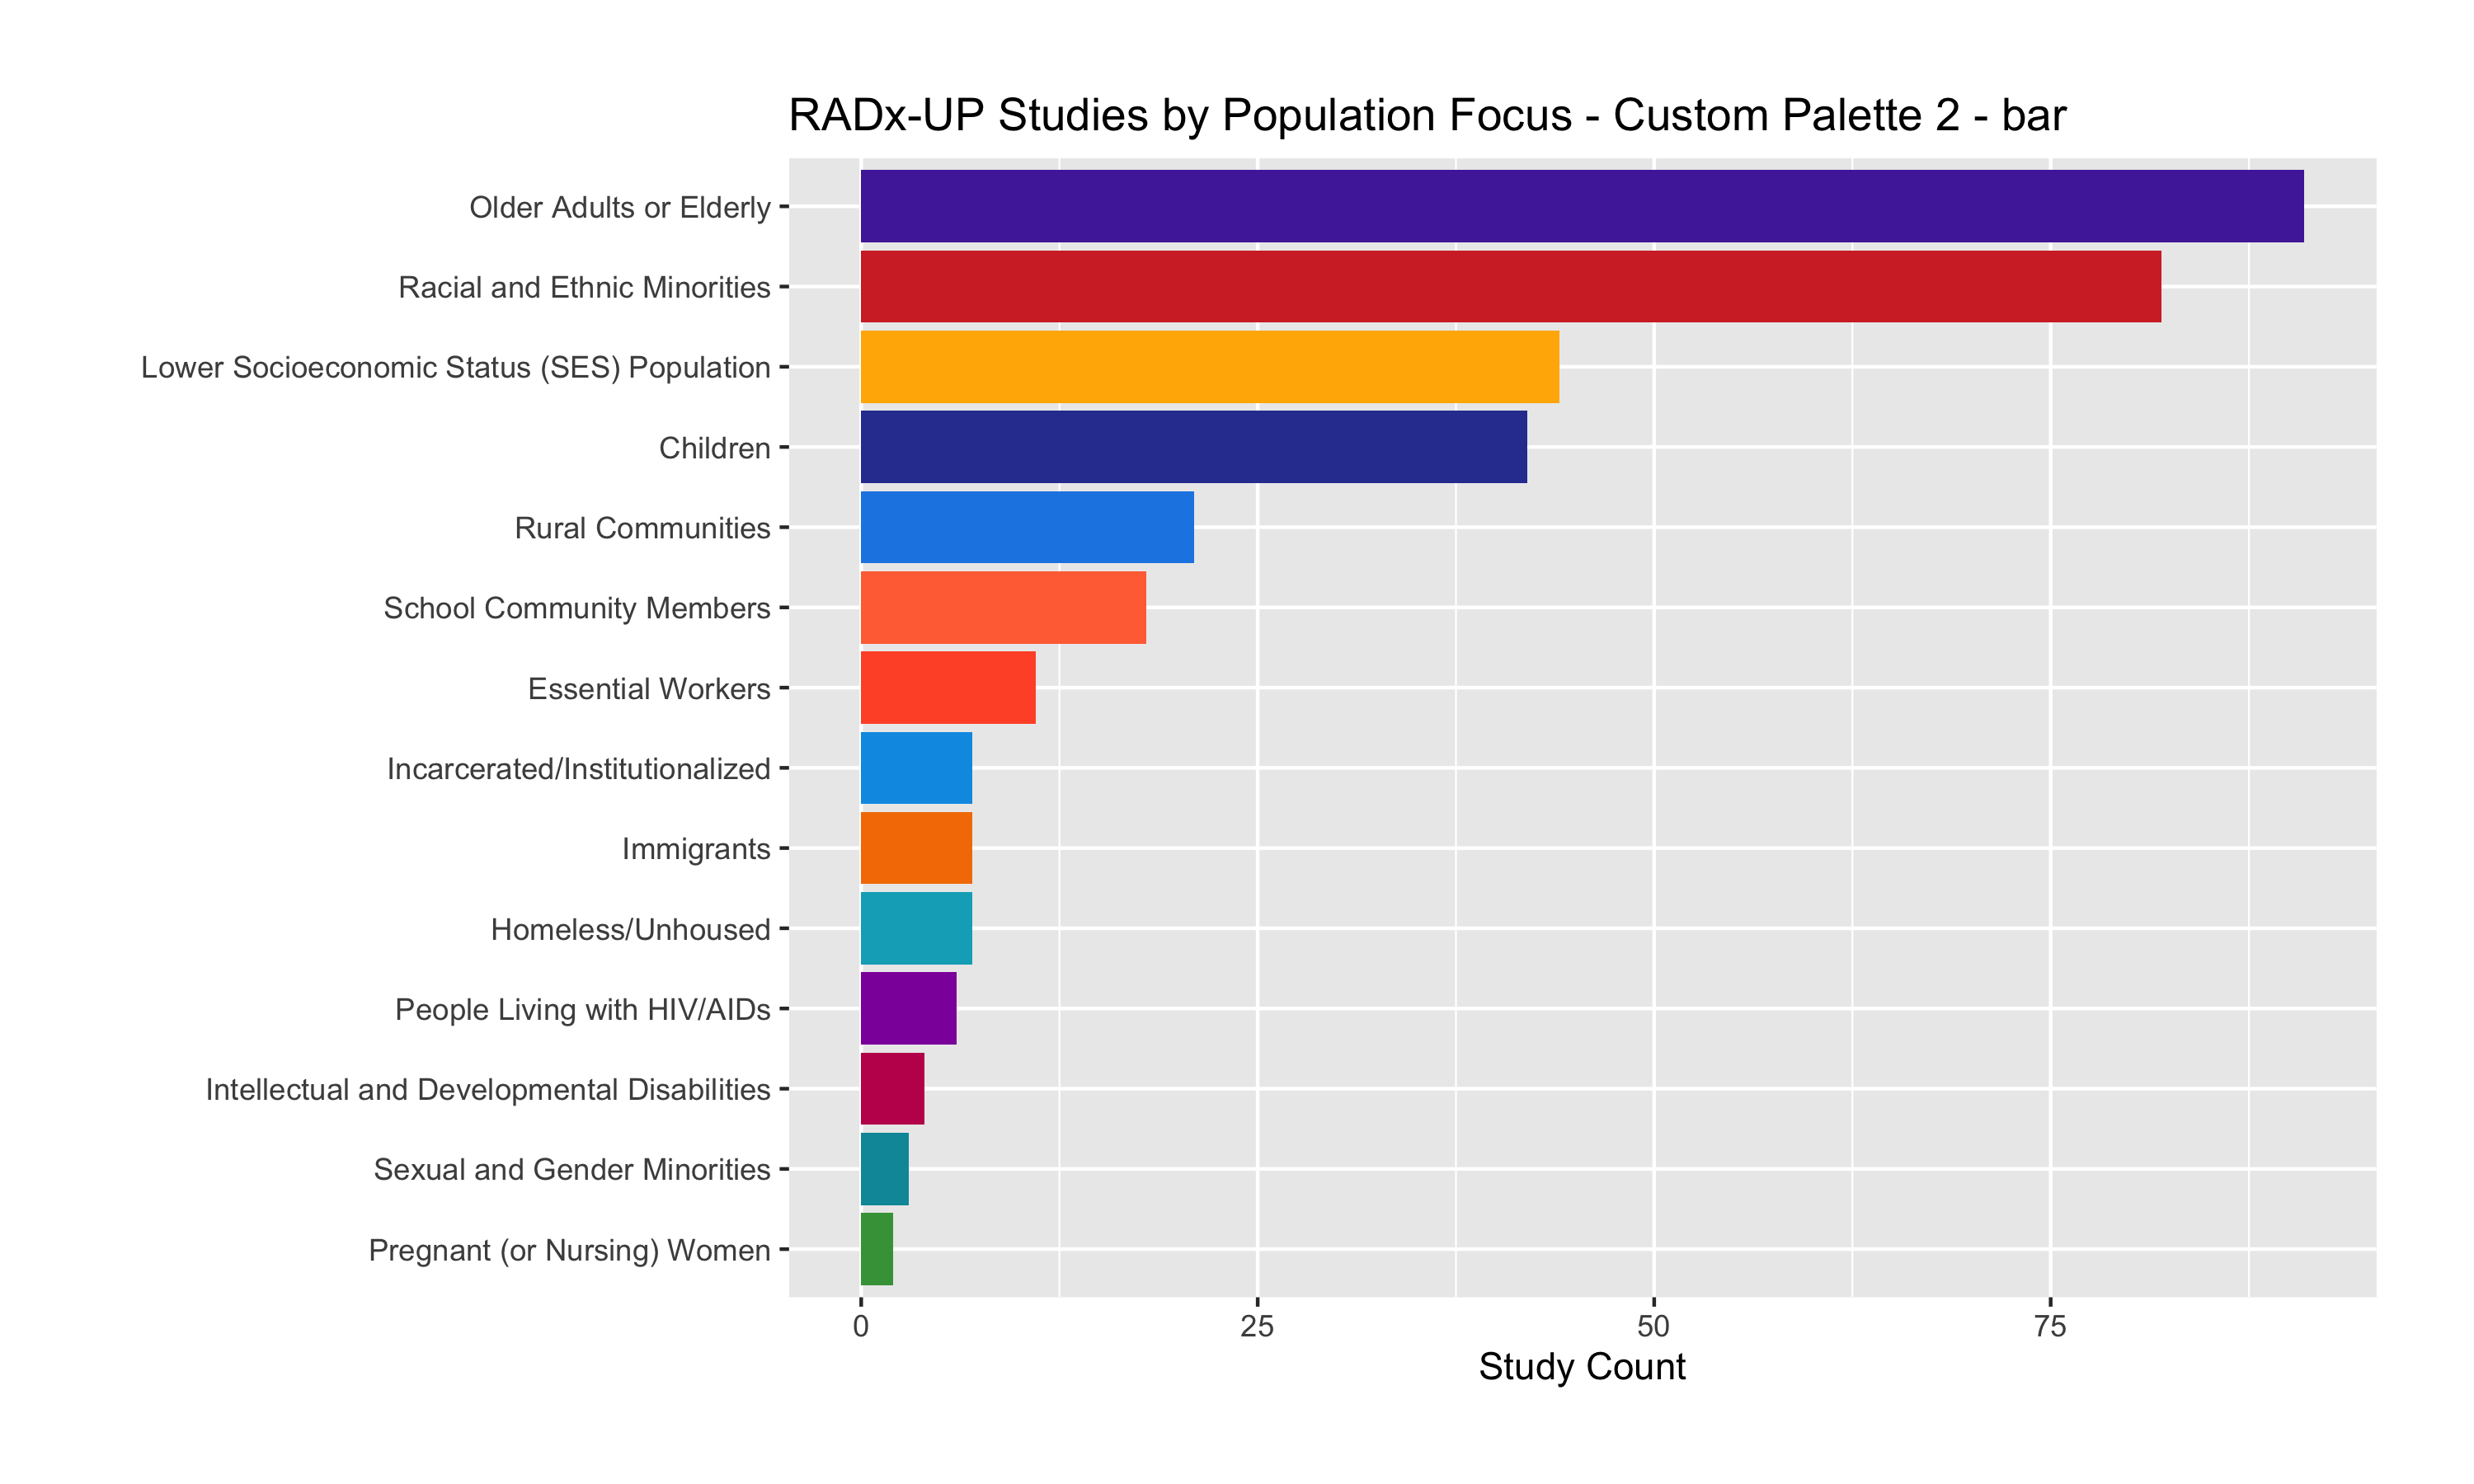 RADx-UP Studies by Population Focus - Custom Palette 2 - bar
Older Adults or Elderly
Racial and Ethnic Minorities
Lower Socioeconomic Status (SES) Population
Children
Rural Communities
School Community Members
Essential Workers
Incarcerated/Institutionalized
Immigrants
Homeless/Unhoused
People Living with HIV/AIDs
Intellectual and Developmental Disabilities
Sexual and Gender Minorities
Pregnant (or Nursing) Women
0 25 50 75
Study Count